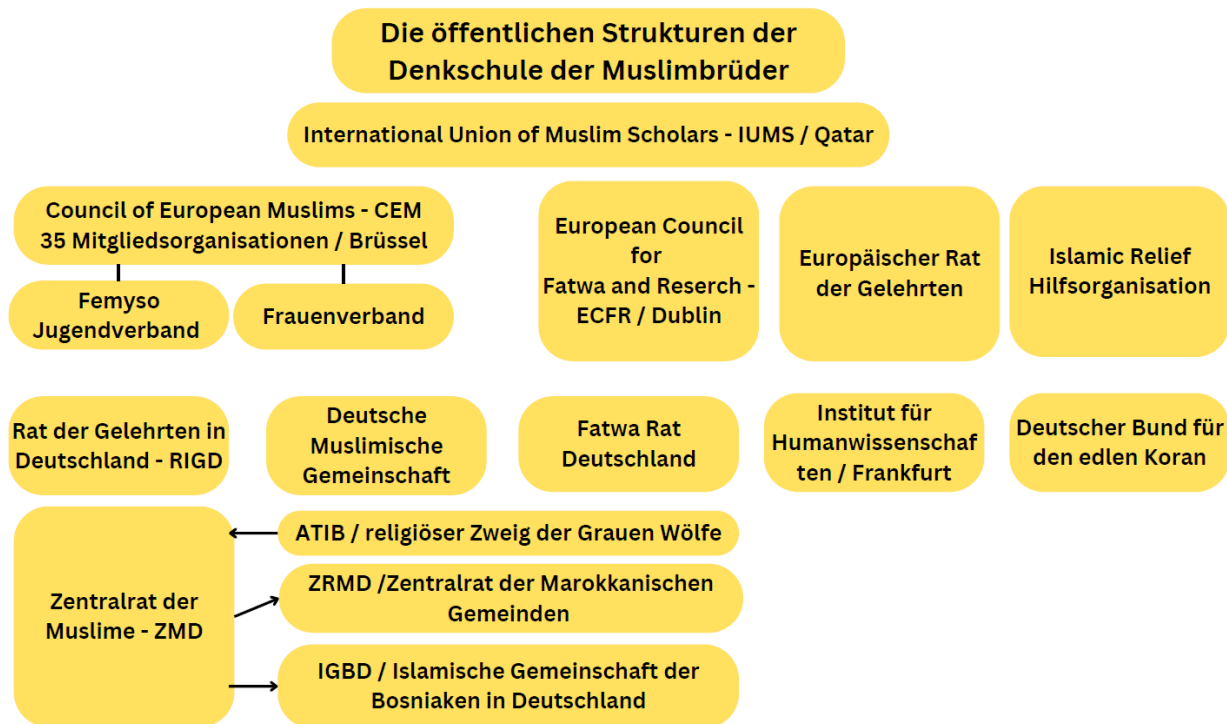 Die öffentlichen Strukturen der
Denkschule der Muslimbrüder
International Union of Muslim Scholars - IUMS / Qatar
Council of European Muslims - CEM
35 Mitgliedsorganisationen / Brüssel
Femyso
Jugendverband
Frauenverband
European Council
for
Fatwa and Reserch -
ECFR / Dublin
Europäischer Rat
der Gelehrten
Islamic Relief
Hilfsorganisation
Rat der Gelehrten in
Deutschland - RIGD
Deutsche
Muslimische
Gemeinschaft
Fatwa Rat
Deutschland
Institut für
Humanwissenschaf
ten / Frankfurt
Deutscher Bund für
den edlen Koran
Zentralrat der
Muslime - ZMD
ATIB / religiöser Zweig der Grauen Wölfe
ZRMD /Zentralrat der Marokkanischen
Gemeinden
IGBD / Islamische Gemeinschaft der
Bosniaken in Deutschland